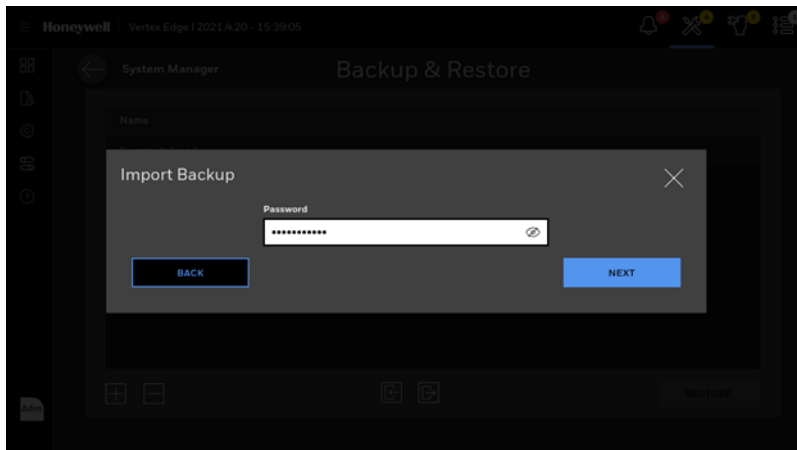 Honeywell | Vertex Edge | 2021.4.20 - 15:39:05
System Manager
Backup & Restore
Name
Import Backup
Password
•••••••••••
BACK
NEXT
RESTORE
Adm